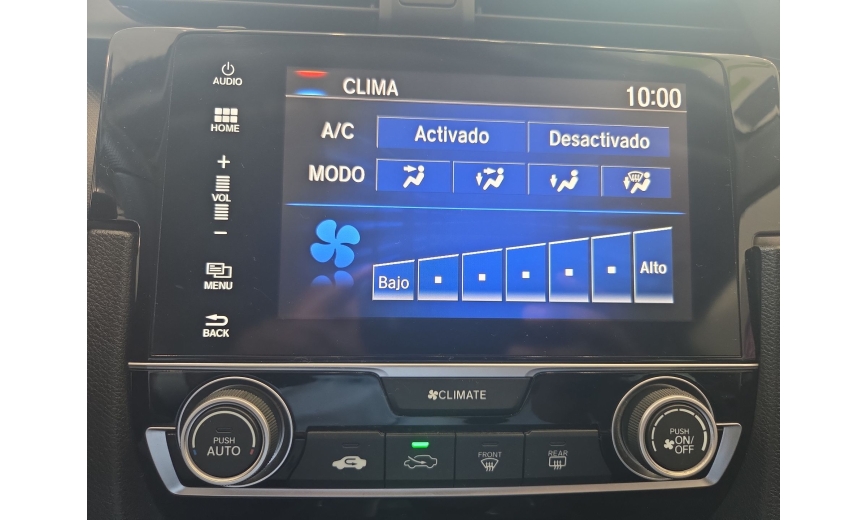 AUDIO
HOME
+
VOL
−
MENU
BACK
CLIMA 10:00
A/C Activado Desactivado
MODO
Bajo Alto
CLIMATE
PUSH
AUTO
FRONT
REAR
PUSH
ON/
OFF